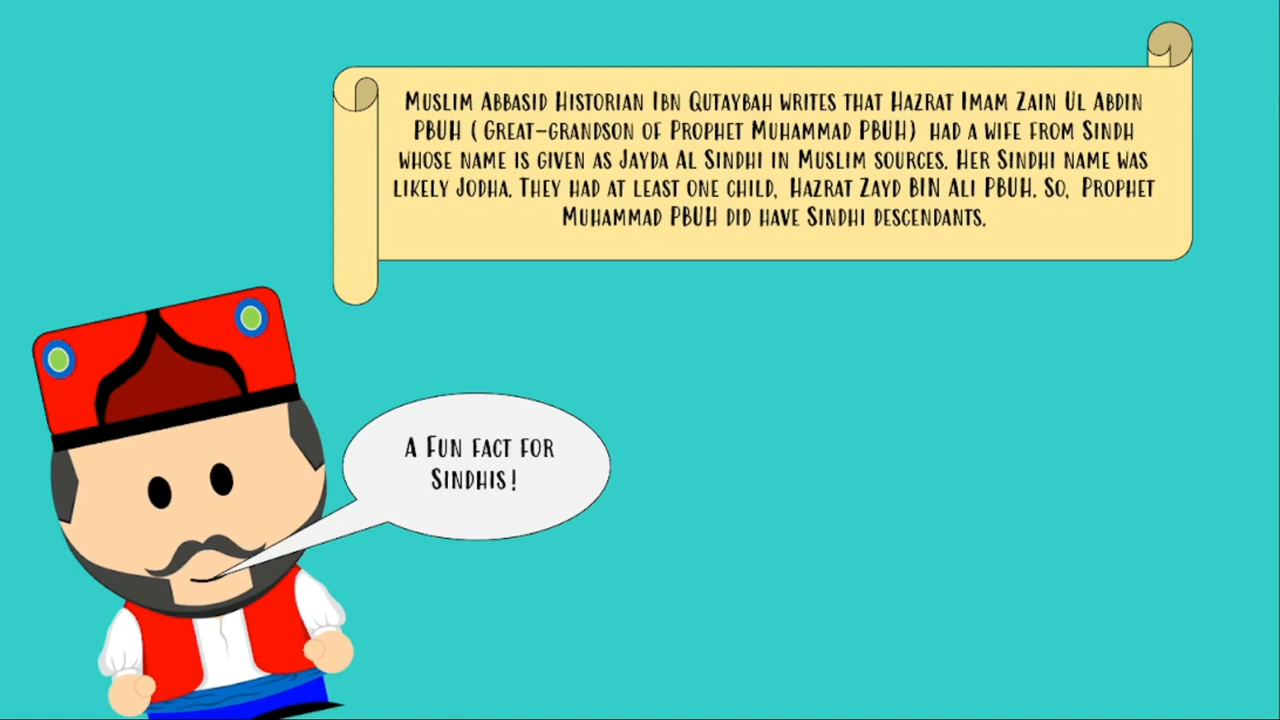 Muslim Abbasid Historian Ibn Qutaybah writes that Hazrat Imam Zain Ul Abdin
PBUH ( Great-grandson of Prophet Muhammad PBUH) had a wife from Sindh
whose name is given as Jayda Al Sindhi in Muslim sources. Her Sindhi name was
likely Jodha. They had at least one child, Hazrat Zayd BIN Ali PBUH. So, Prophet
Muhammad PBUH did have Sindhi descendants.
A Fun fact for
Sindhis!